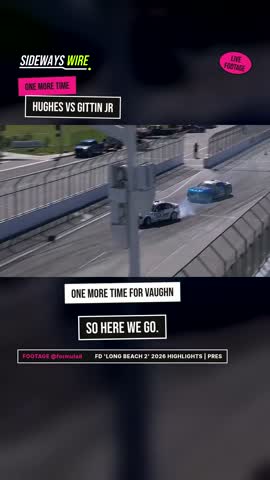 SIDEWAYS WIRE.
LIVE
FOOTAGE
ONE MORE TIME
HUGHES VS GITTIN JR
ONE MORE TIME FOR VAUGHN
SO HERE WE GO.
FOOTAGE @formulad FD 'LONG BEACH 2' 2026 HIGHLIGHTS | PRES